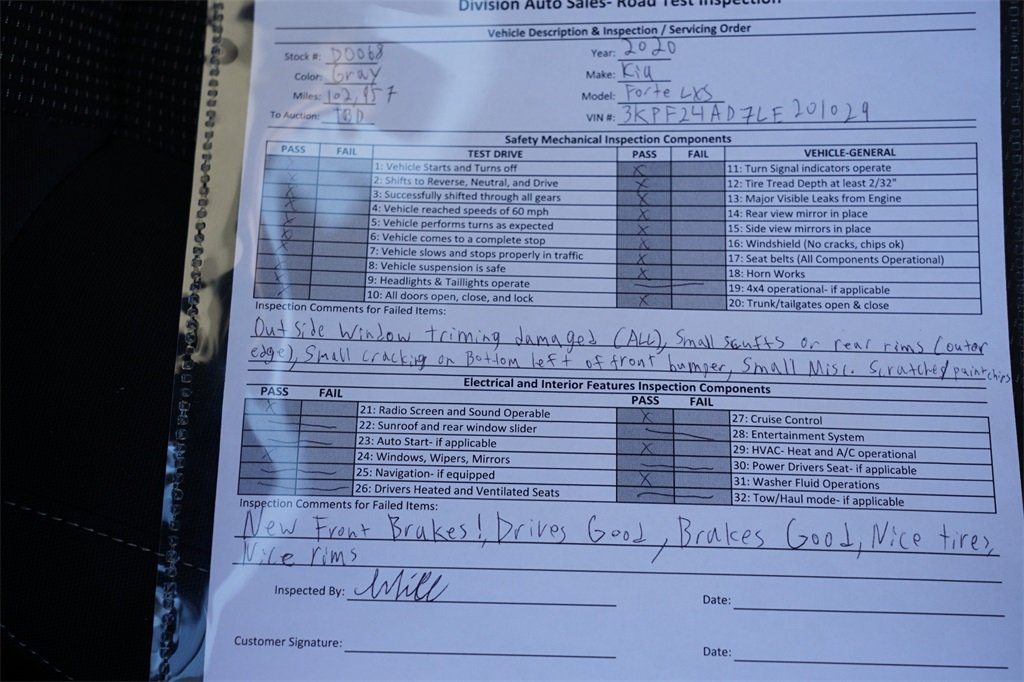 Division Auto Sales- Road Test Inspection
Vehicle Description & Inspection / Servicing Order
Stock #: D0068 Year: 2020
Color: Gray Make: Kia
Miles: 102,957 Model: Forte LXS
To Auction: TBD VIN #: 3KPF24AD7LE201029
Safety Mechanical Inspection Components
PASS FAIL TEST DRIVE PASS FAIL VEHICLE-GENERAL
1: Vehicle Starts and Turns off X 11: Turn Signal indicators operate
2: Shifts to Reverse, Neutral, and Drive X 12: Tire Tread Depth at least 2/32"
X 3: Successfully shifted through all gears X 13: Major Visible Leaks from Engine
X 4: Vehicle reached speeds of 60 mph X 14: Rear view mirror in place
X 5: Vehicle performs turns as expected X 15: Side view mirrors in place
X 6: Vehicle comes to a complete stop X 16: Windshield (No cracks, chips ok)
X 7: Vehicle slows and stops properly in traffic X 17: Seat belts (All Components Operational)
8: Vehicle suspension is safe X 18: Horn Works
X 9: Headlights & Taillights operate 19: 4x4 operational- if applicable
X 10: All doors open, close, and lock X 20: Trunk/tailgates open & close
Inspection Comments for Failed Items:
Outside Window triming damaged (ALL), Small scuffs on rear rims (outer
edge), Small cracking on Bottom left of front bumper, Small Misc. Scratches/paint chips
Electrical and Interior Features Inspection Components
PASS FAIL PASS FAIL
X 21: Radio Screen and Sound Operable X 27: Cruise Control
22: Sunroof and rear window slider 28: Entertainment System
23: Auto Start- if applicable X 29: HVAC- Heat and A/C operational
X 24: Windows, Wipers, Mirrors 30: Power Drivers Seat- if applicable
25: Navigation- if equipped X 31: Washer Fluid Operations
26: Drivers Heated and Ventilated Seats 32: Tow/Haul mode- if applicable
Inspection Comments for Failed Items:
New Front Brakes!, Drives Good, Brakes Good, Nice tires,
Nice rims
Inspected By: Will Date:
Customer Signature: Date: